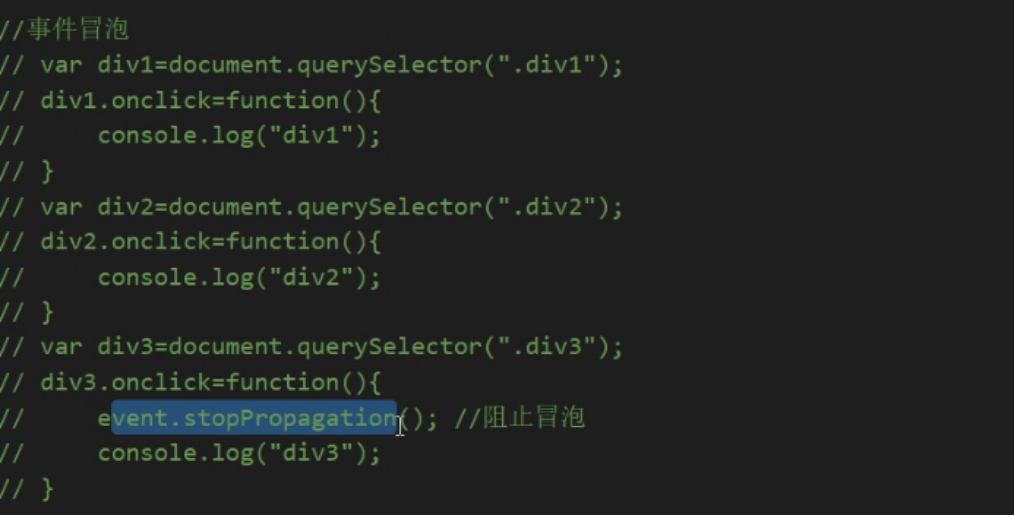 //事件冒泡
// var div1=document.querySelector(".div1");
// div1.onclick=function(){
//     console.log("div1");
// }
// var div2=document.querySelector(".div2");
// div2.onclick=function(){
//     console.log("div2");
// }
// var div3=document.querySelector(".div3");
// div3.onclick=function(){
//     event.stopPropagation(); //阻止冒泡
//     console.log("div3");
// }